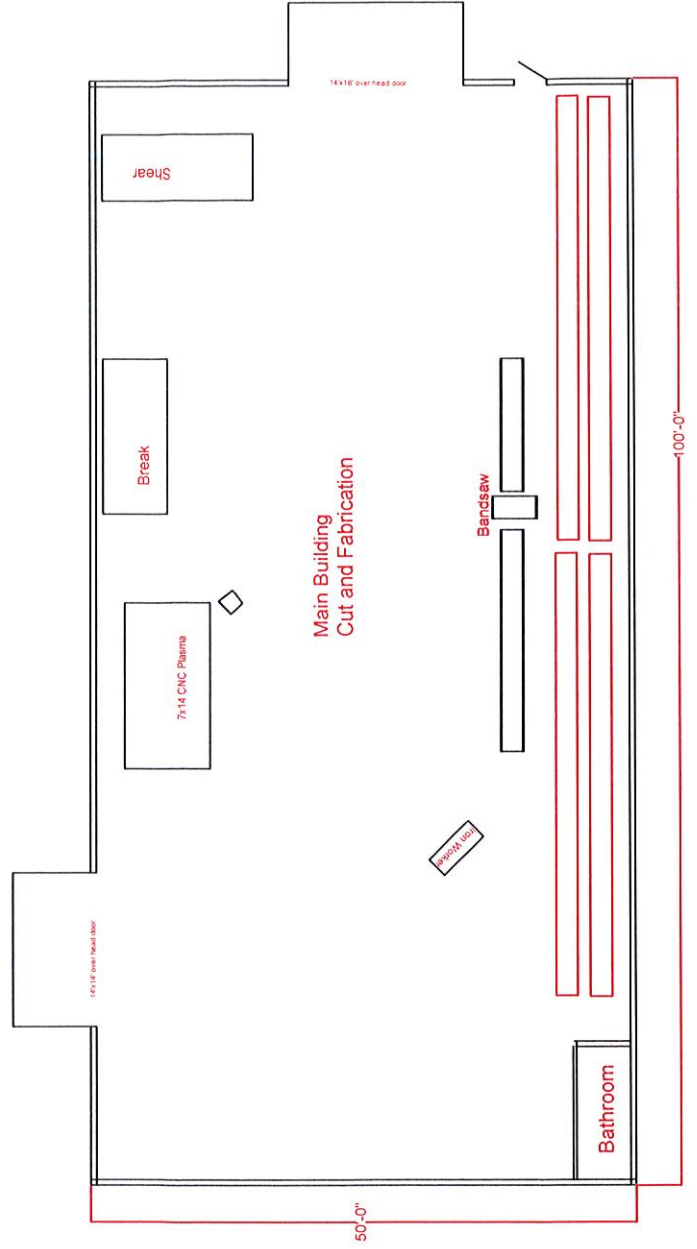 14'x16' over head door
Shear
Break
7x14 CNC Plasma
Main Building
Cut and Fabrication
Bandsaw
Iron Worker
14'x14' over head door
Bathroom
100'-0"
50'-0"